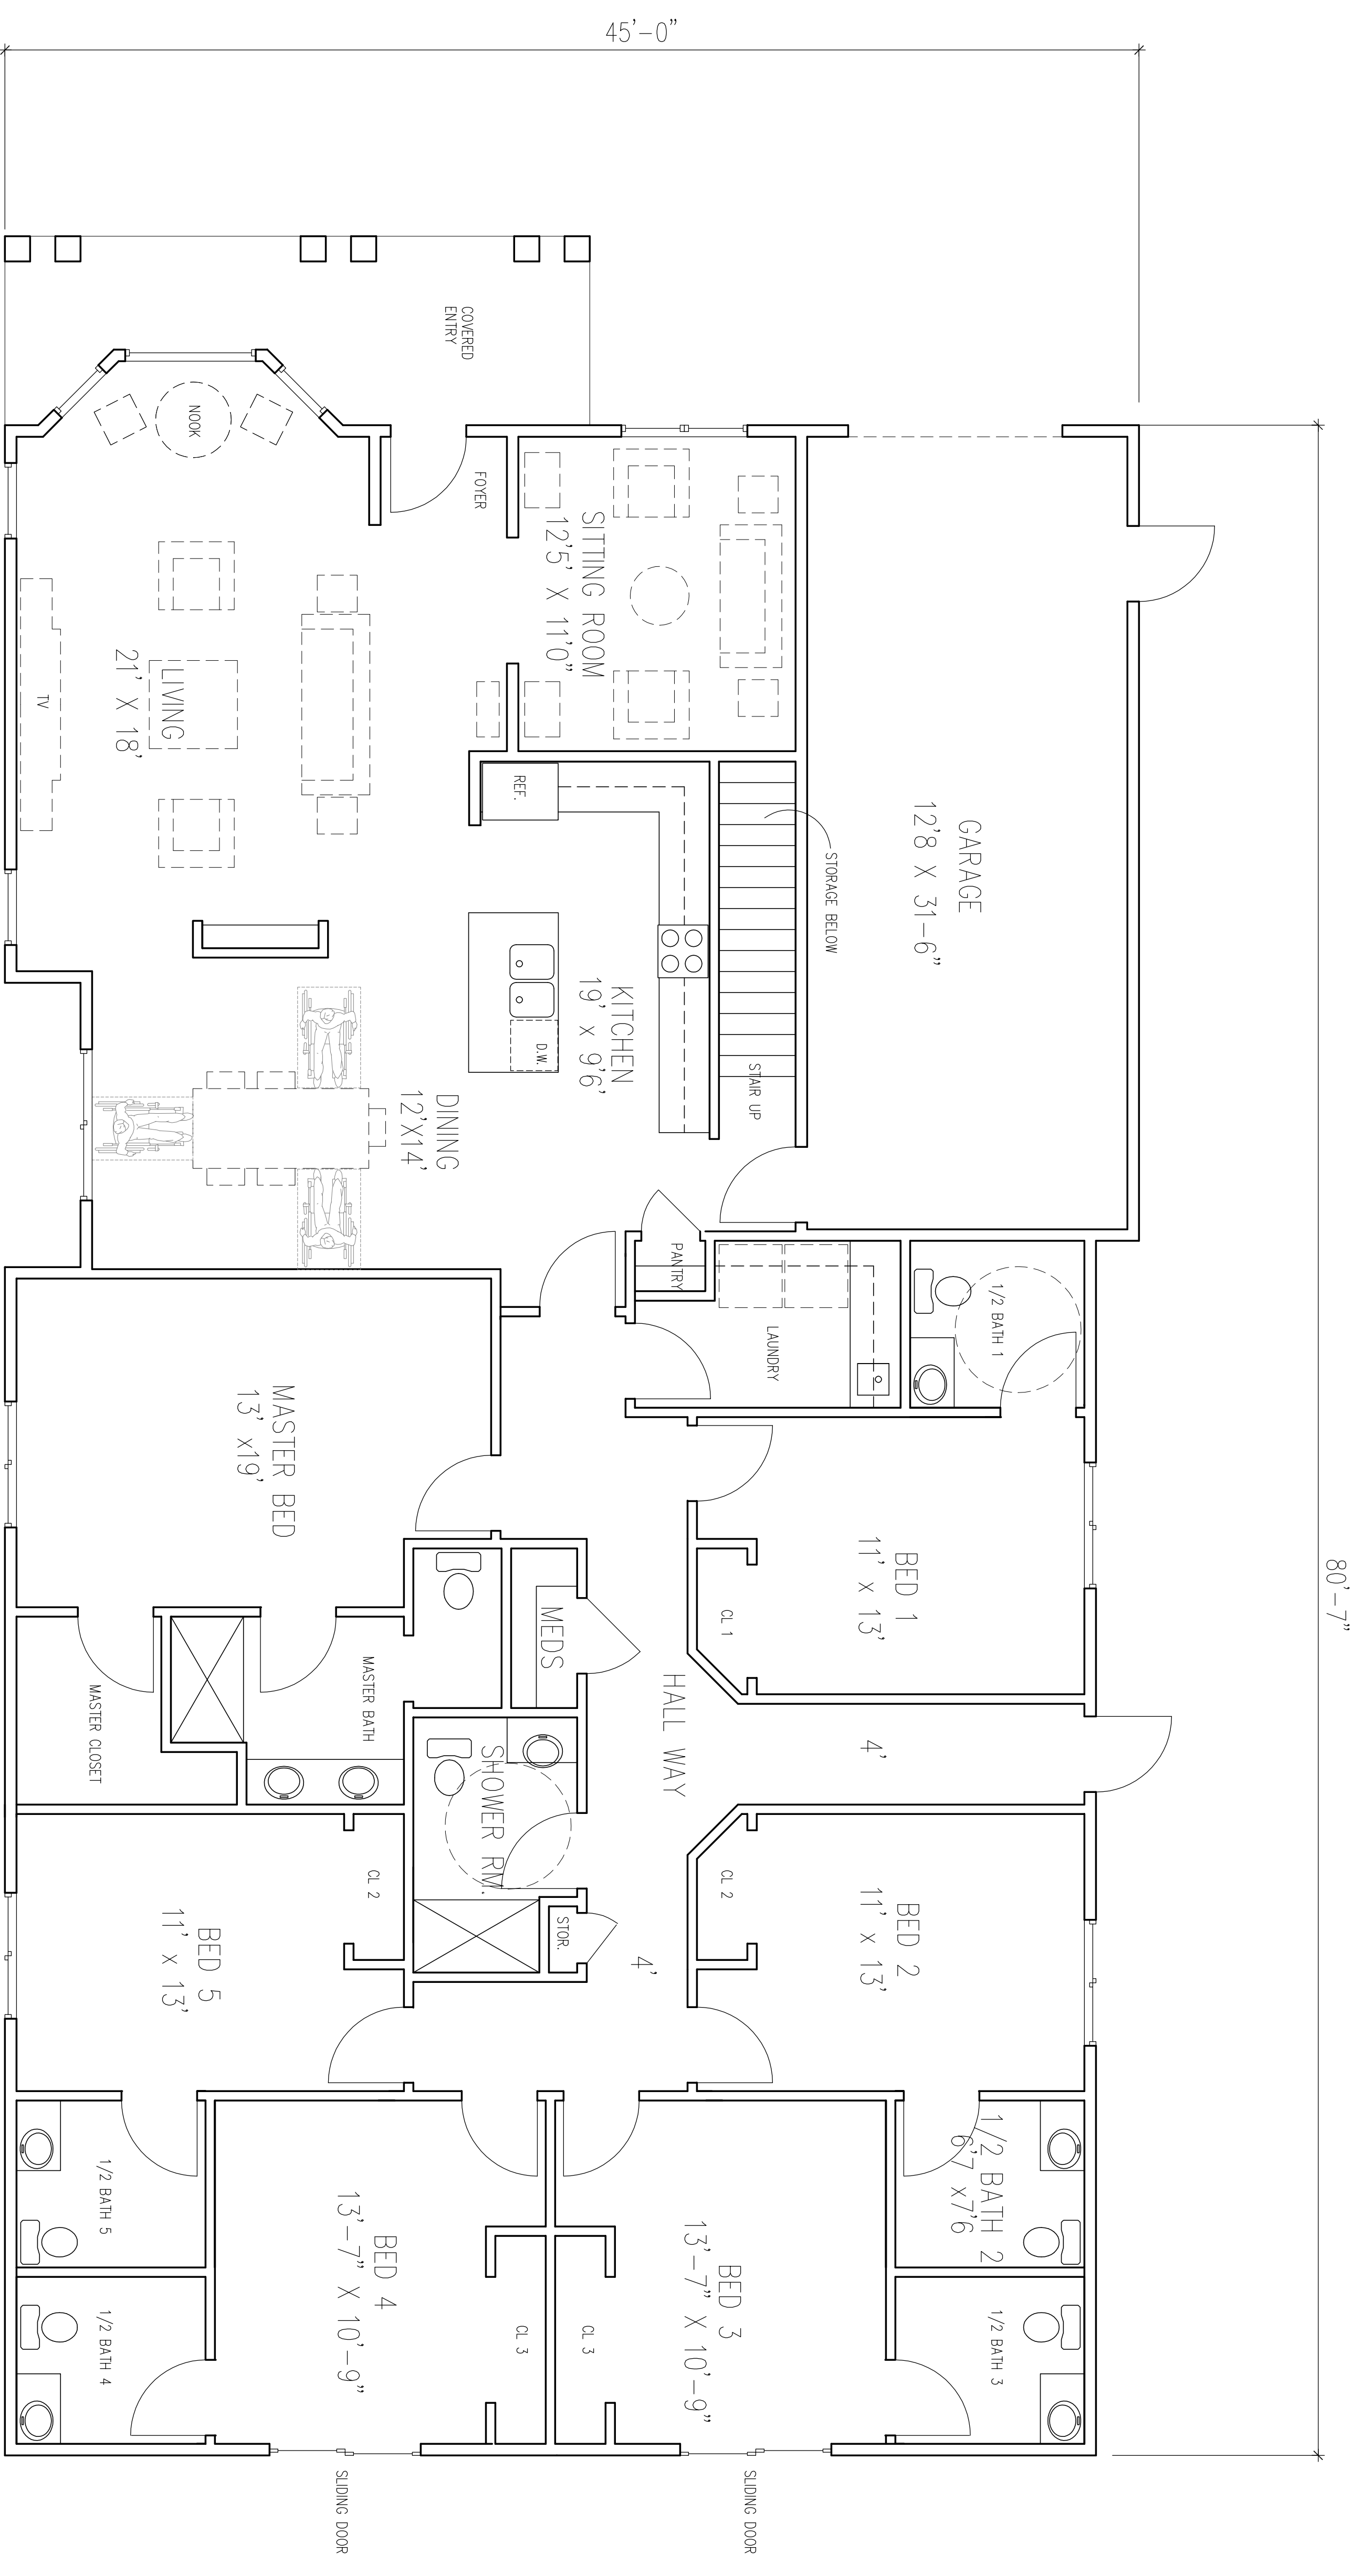 45'-0"
80'-7"
COVERED
ENTRY
NOOK
FOYER
SITTING ROOM
12'5' X 11'0"
LIVING
21' X 18'
TV
REF.
GARAGE
12'8 X 31-6"
STORAGE BELOW
KITCHEN
19' x 9'6'
D.W.
STAIR UP
DINING
12'X14'
PANTRY
LAUNDRY
1/2 BATH 1
MASTER BED
13' x19'
BED 1
11' x 13'
CL 1
MEDS
HALL WAY
4'
MASTER BATH
MASTER CLOSET
SHOWER RM.
STOR.
4'
CL 2
BED 2
11' x 13'
CL 2
BED 5
11' x 13'
1/2 BATH 2
6'7 x7'6
1/2 BATH 5
BED 4
13'-7" X 10'-9"
BED 3
13'-7" X 10'-9"
CL 3
CL 3
1/2 BATH 3
1/2 BATH 4
SLIDING DOOR
SLIDING DOOR